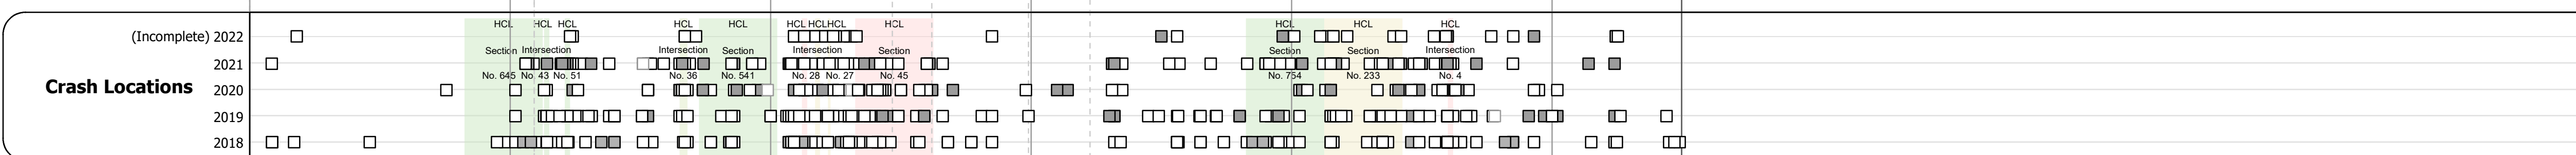 HCL HCL HCL HCL HCL HCL HCL HCL HCL HCL HCL HCL
(Incomplete) 2022
Section Intersection Intersection Section Intersection Section Section Section Intersection
2021
No. 645 No. 43 No. 51 No. 36 No. 541 No. 28 No. 27 No. 45 No. 754 No. 233 No. 4
Crash Locations
2020
2019
2018